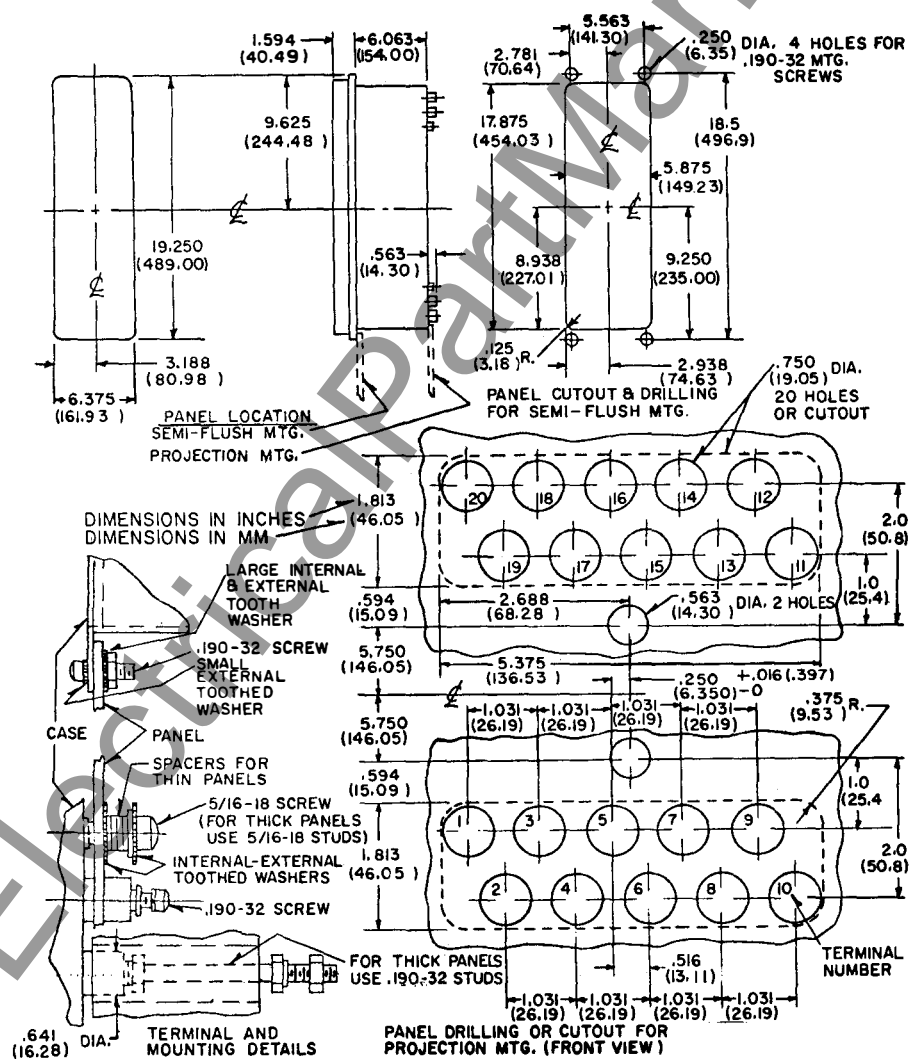 1.594
(40.49)
6.063
(154.00)
9.625
(244.48)
19.250
(489.00)
.563
(14.30)
3.188
(80.98)
6.375
(161.93)
5.563
(141.30)
2.781
(70.64)
.250
(6.35)
DIA. 4 HOLES FOR
.190-32 MTG.
SCREWS
17.875
(454.03)
18.5
(496.9)
5.875
(149.23)
8.938
(227.01)
9.250
(235.00)
.125
(3.18) R.
2.938
(74.63)
PANEL LOCATION
SEMI-FLUSH MTG.
PROJECTION MTG.
PANEL CUTOUT & DRILLING
FOR SEMI-FLUSH MTG.
.750
(19.05)
DIA.
20 HOLES
OR CUTOUT
DIMENSIONS IN INCHES
DIMENSIONS IN MM
1.813
(46.05)
20 18 16 14 12
19 17 15 13 11
2.0
(50.8)
1.0
(25.4)
.594
(15.09)
2.688
(68.28)
.563
(14.30)
DIA. 2 HOLES
5.750
(146.05)
5.375
(136.53)
.250
(6.350)
+.016(.397)
-0
5.750
(146.05)
1.031
(26.19)
1.031
(26.19)
1.031
(26.19)
1.031
(26.19)
.375
(9.53) R.
.594
(15.09)
1.0
(25.4
1 3 5 7 9
2 4 6 8 10
1.813
(46.05)
2.0
(50.8)
.516
(13.11)
TERMINAL
NUMBER
1.031
(26.19)
1.031
(26.19)
1.031
(26.19)
1.031
(26.19)
PANEL DRILLING OR CUTOUT FOR
PROJECTION MTG. (FRONT VIEW)
LARGE INTERNAL
& EXTERNAL
TOOTH
WASHER
.190-32 SCREW
SMALL
EXTERNAL
TOOTHED
WASHER
CASE
PANEL
SPACERS FOR
THIN PANELS
5/16-18 SCREW
(FOR THICK PANELS
USE 5/16-18 STUDS)
INTERNAL-EXTERNAL
TOOTHED WASHERS
.190-32 SCREW
FOR THICK PANELS
USE .190-32 STUDS
.641
(16.28)
DIA.
TERMINAL AND
MOUNTING DETAILS
ElectricalPartMan